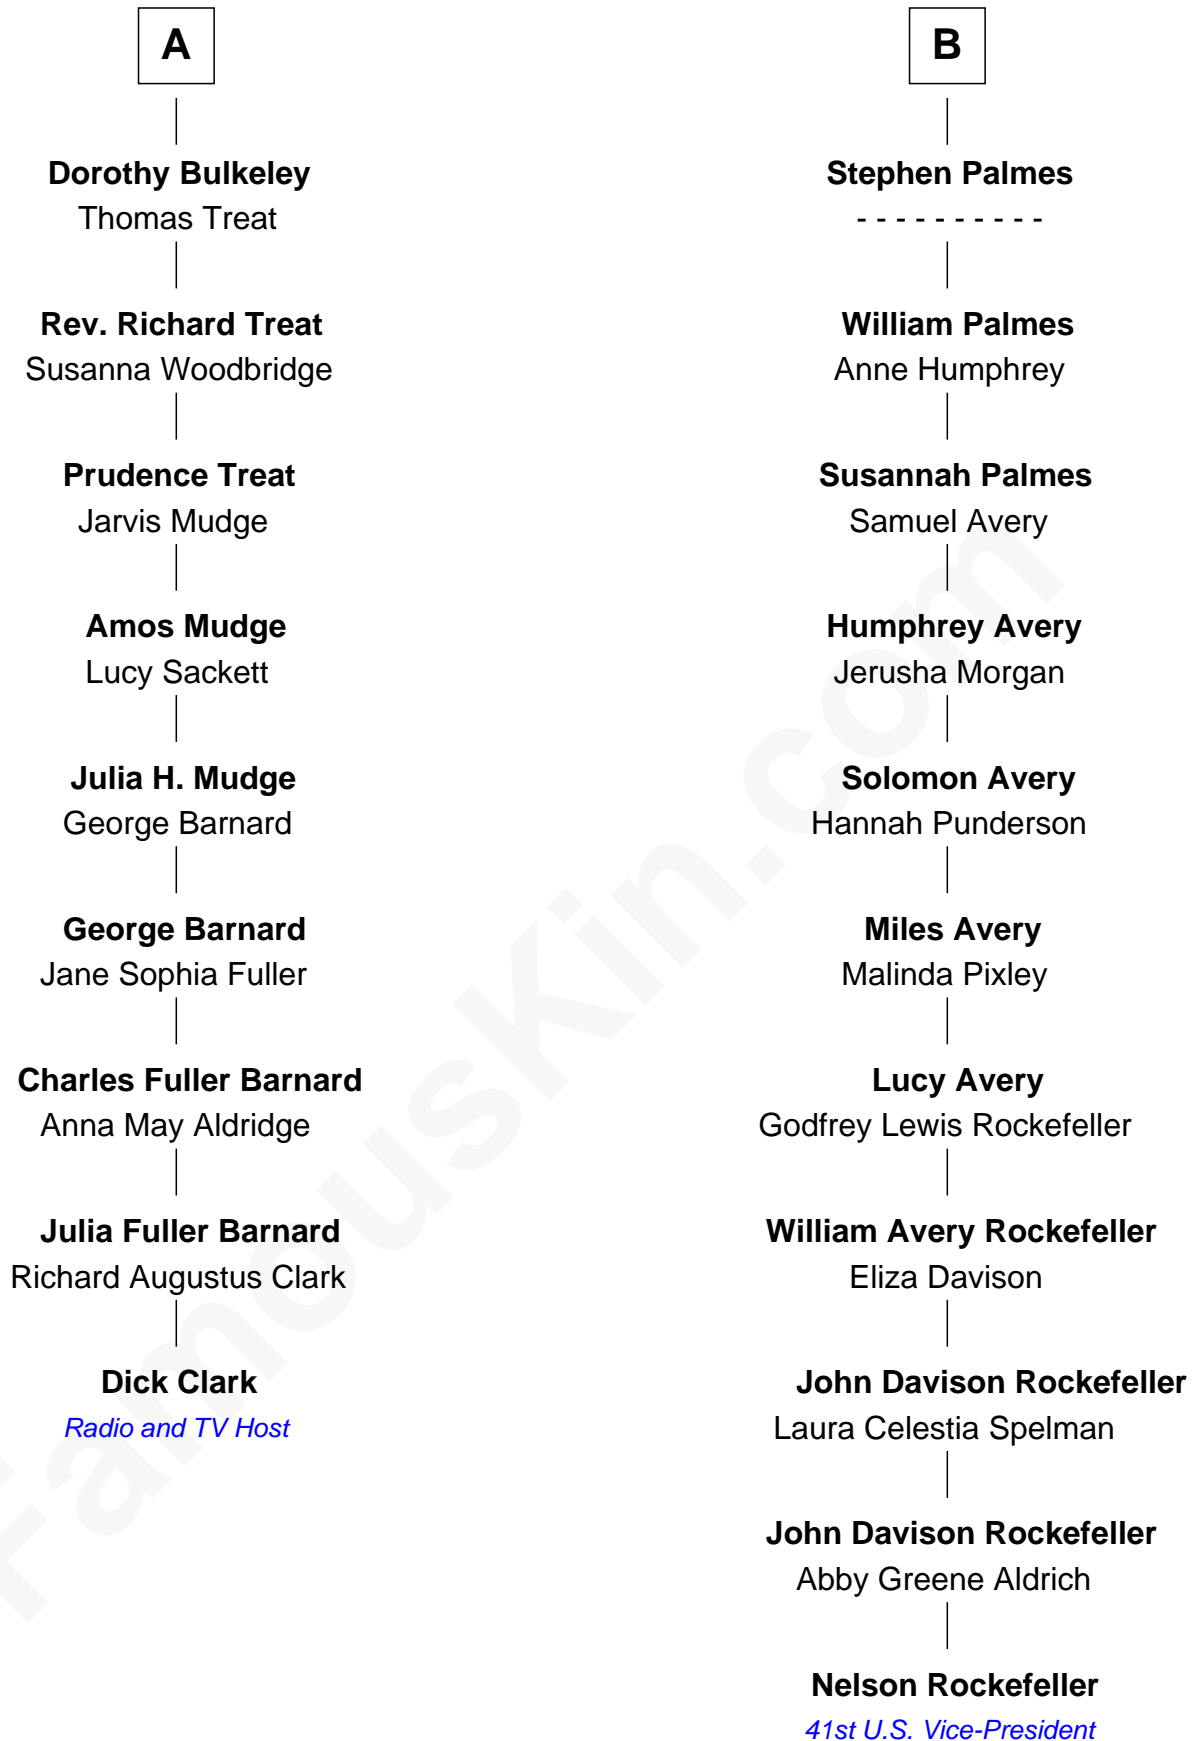 A
Dorothy Bulkeley
Thomas Treat
Rev. Richard Treat
Susanna Woodbridge
Prudence Treat
Jarvis Mudge
Amos Mudge
Lucy Sackett
Julia H. Mudge
George Barnard
George Barnard
Jane Sophia Fuller
Charles Fuller Barnard
Anna May Aldridge
Julia Fuller Barnard
Richard Augustus Clark
Dick Clark
Radio and TV Host
B
Stephen Palmes
- - - - - - - - - -
William Palmes
Anne Humphrey
Susannah Palmes
Samuel Avery
Humphrey Avery
Jerusha Morgan
Solomon Avery
Hannah Punderson
Miles Avery
Malinda Pixley
Lucy Avery
Godfrey Lewis Rockefeller
William Avery Rockefeller
Eliza Davison
John Davison Rockefeller
Laura Celestia Spelman
John Davison Rockefeller
Abby Greene Aldrich
Nelson Rockefeller
41st U.S. Vice-President
FamousKin.com